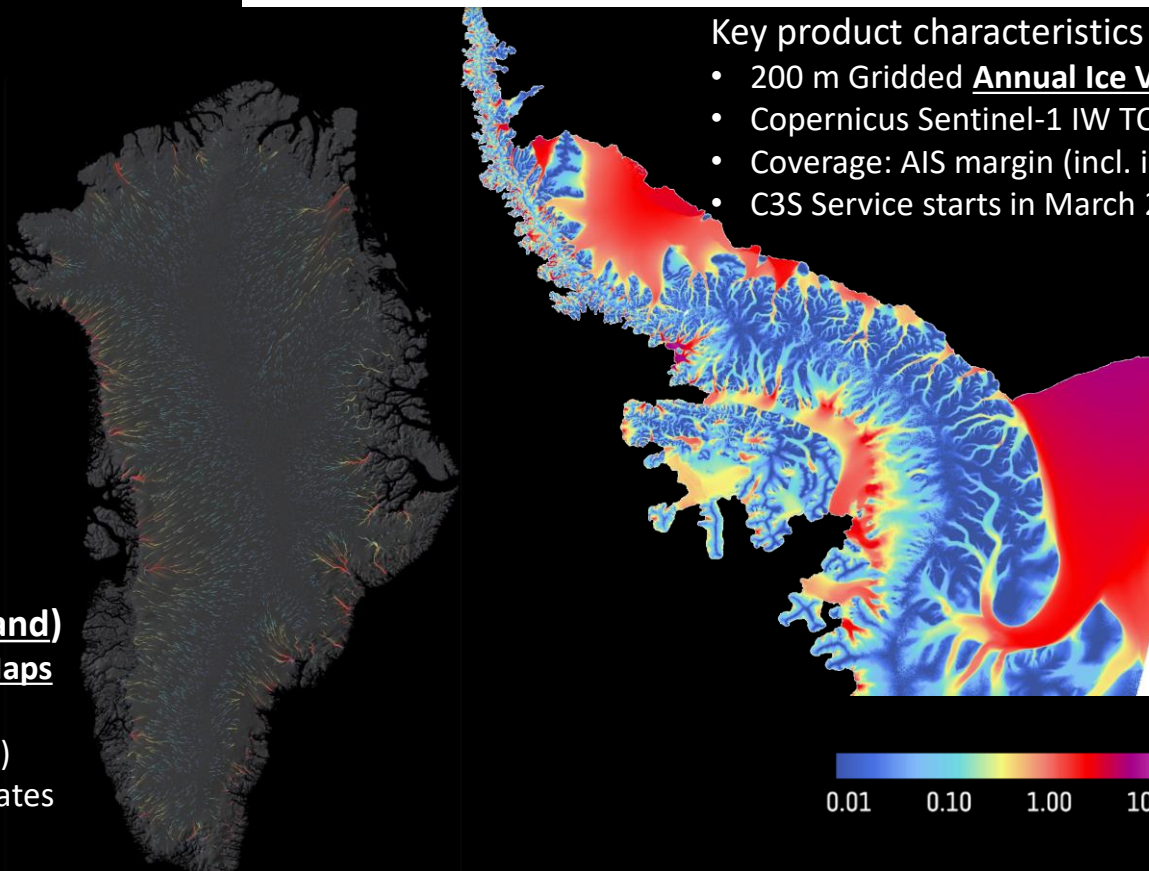 Key product characteristics
• 200 m Gridded Annual Ice V
• Copernicus Sentinel-1 IW TO
• Coverage: AIS margin (incl. i
• C3S Service starts in March 2
and)
aps
)
ates
0.01 0.10 1.00 10